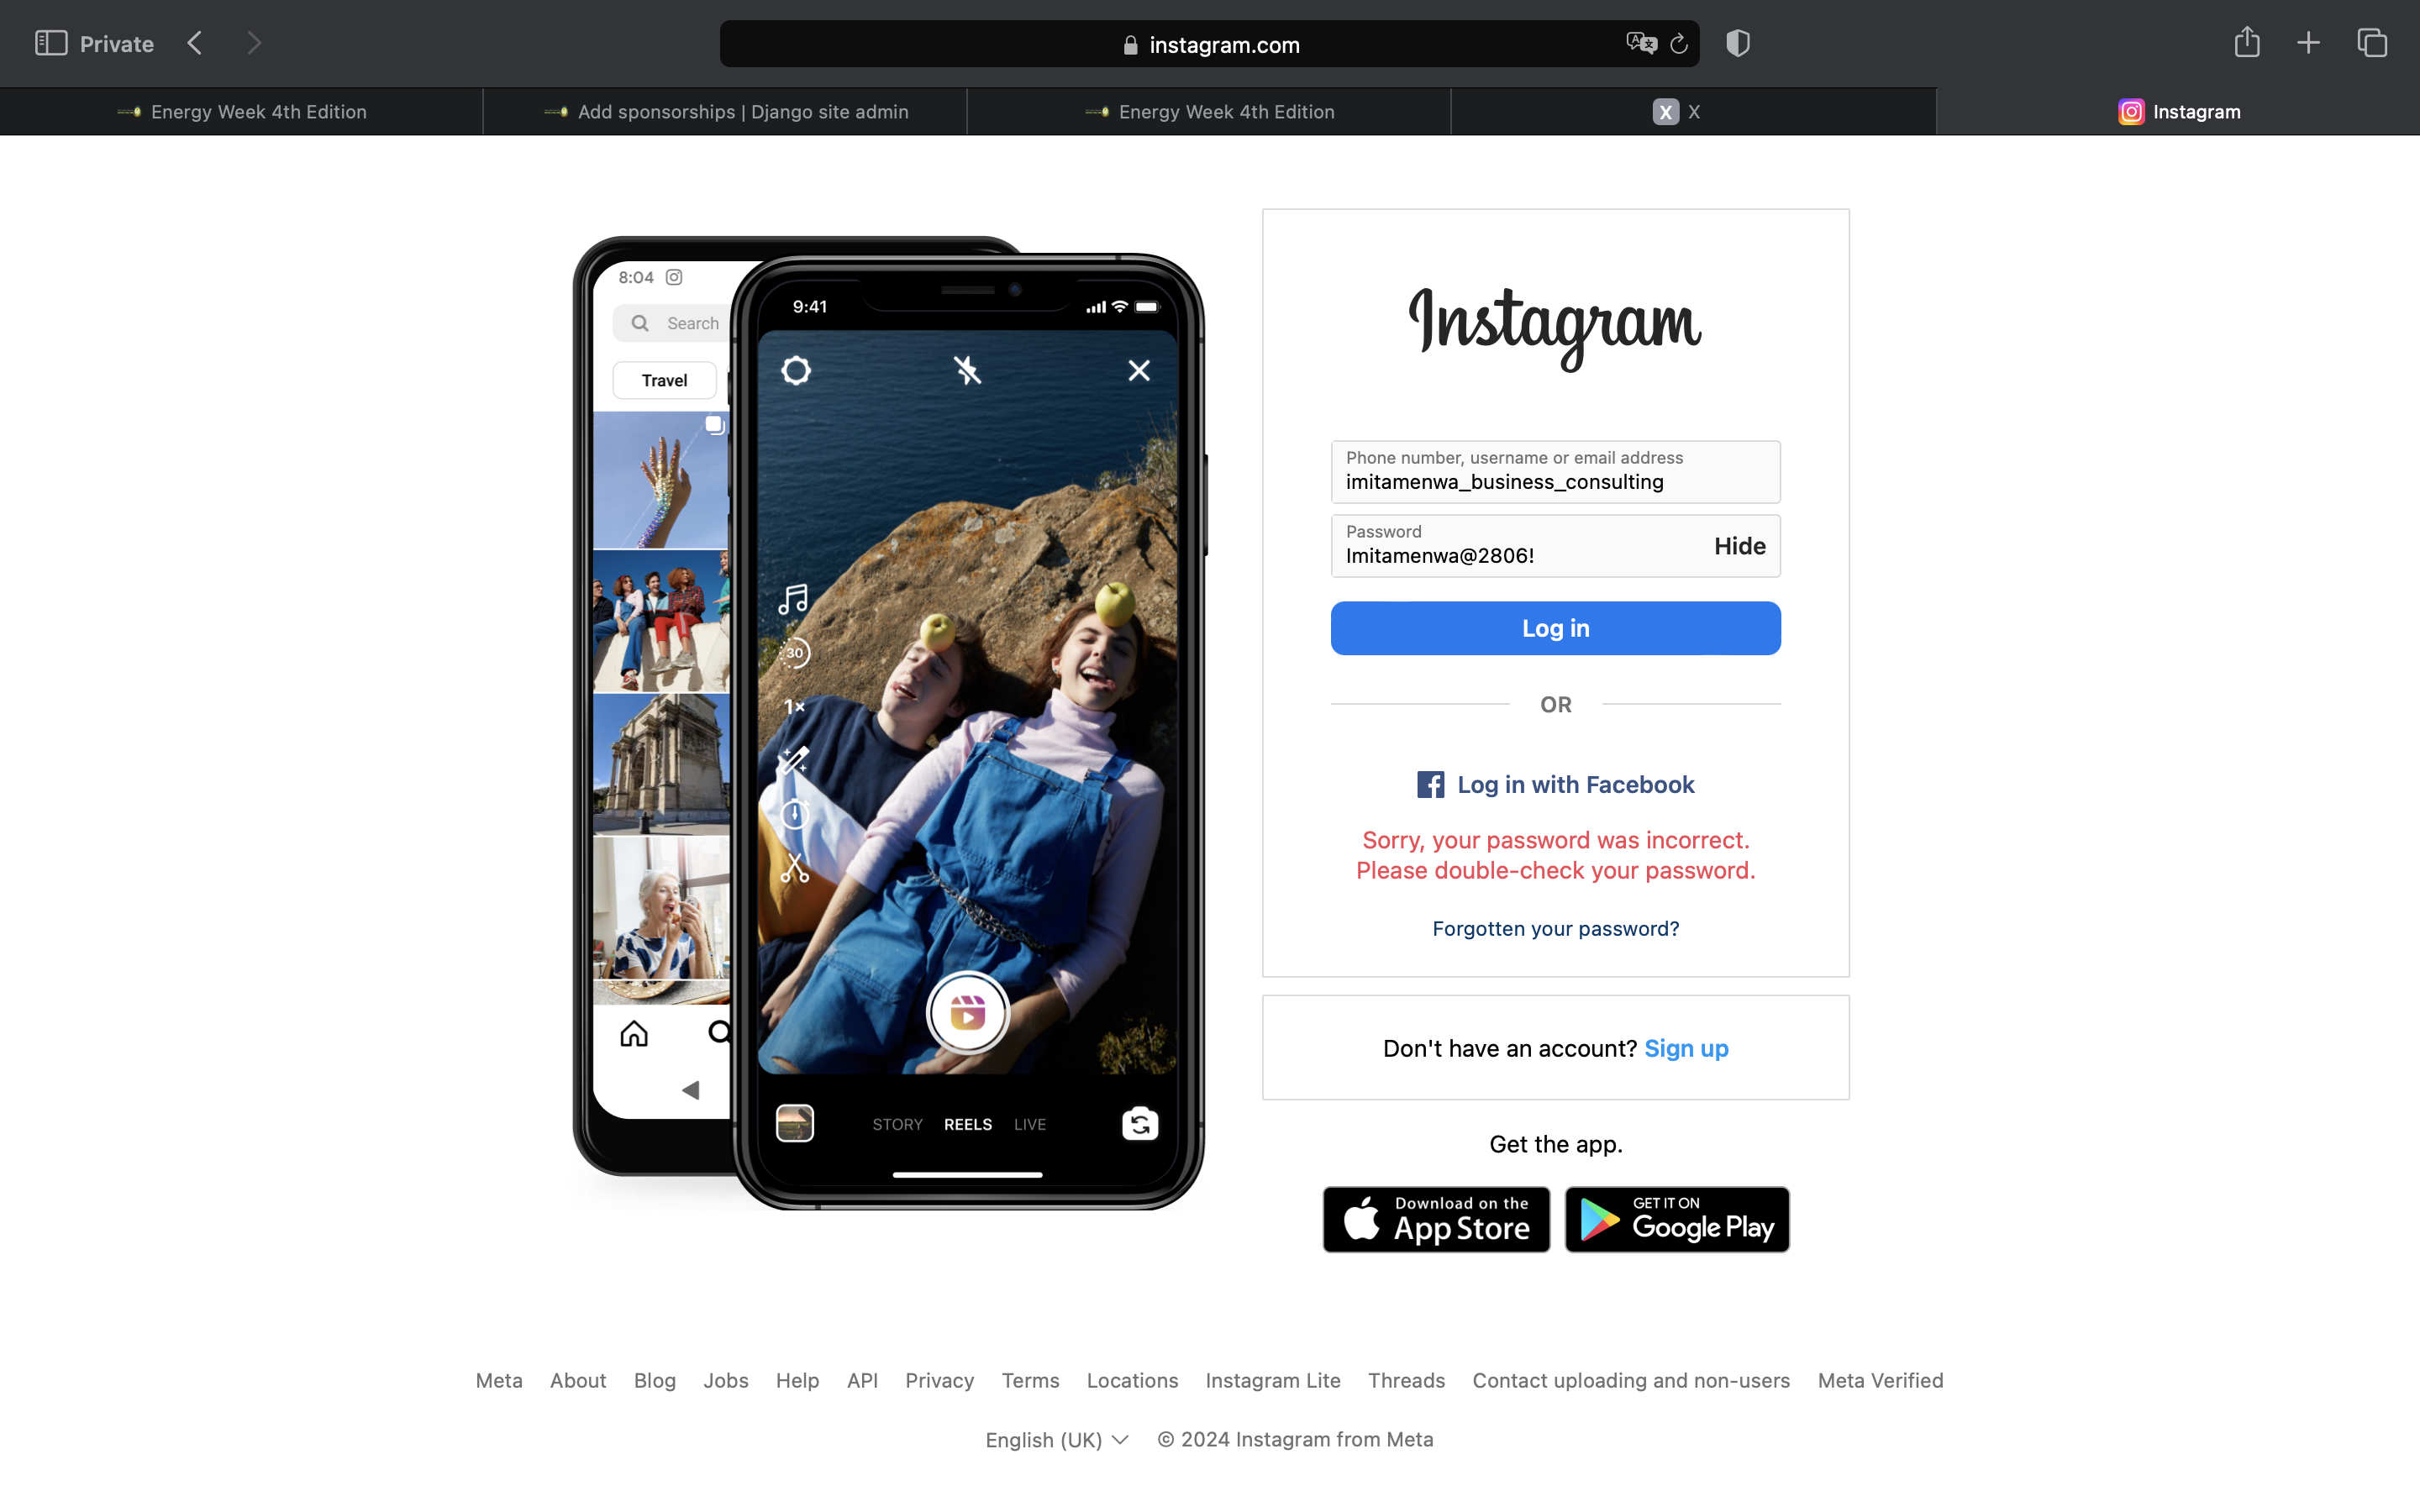 Private
instagram.com
Energy Week 4th Edition
Add sponsorships | Django site admin
Energy Week 4th Edition
X X
Instagram
8:04
Search
Travel
9:41
30
1×
STORY REELS LIVE
Instagram
Phone number, username or email address
imitamenwa_business_consulting
Password
Imitamenwa@2806!
Hide
Log in
OR
Log in with Facebook
Sorry, your password was incorrect.
Please double-check your password.
Forgotten your password?
Don't have an account? Sign up
Get the app.
Download on the
App Store
GET IT ON
Google Play
Meta About Blog Jobs Help API Privacy Terms Locations Instagram Lite Threads Contact uploading and non-users Meta Verified
English (UK) © 2024 Instagram from Meta